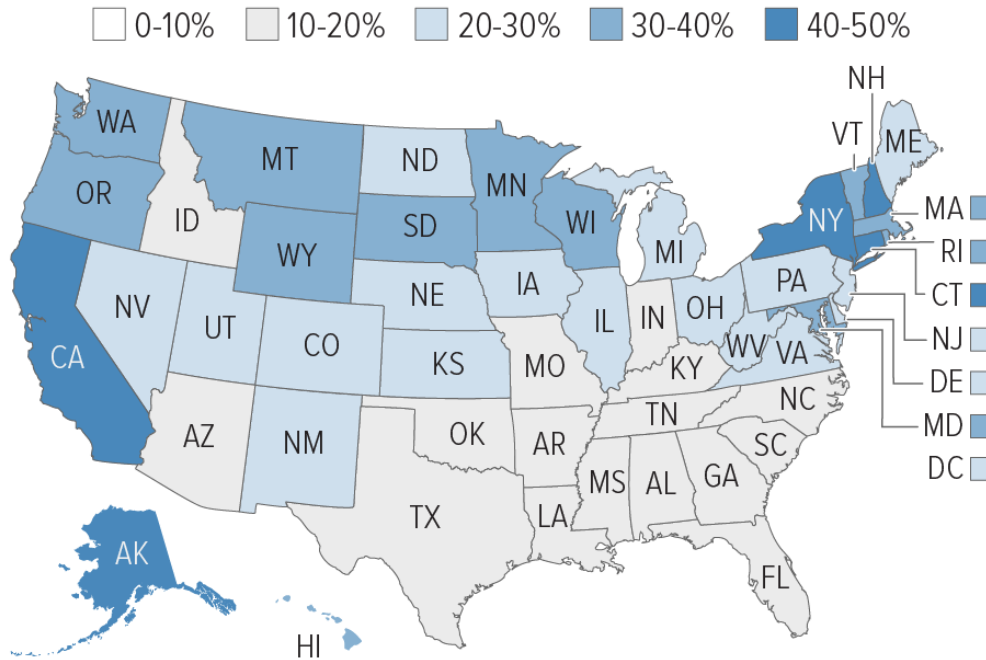 0-10% 10-20% 20-30% 30-40% 40-50%
NH
VT
ME
WA
MT
ND
MN
OR
ID
SD
WI
NY
MA
WY
MI
RI
NV
UT
CO
NE
IA
IL
IN
OH
PA
CT
CA
KS
MO
KY
WV
VA
NJ
DE
AZ
NM
OK
AR
TN
NC
MD
SC
DC
TX
LA
MS
AL
GA
FL
AK
HI